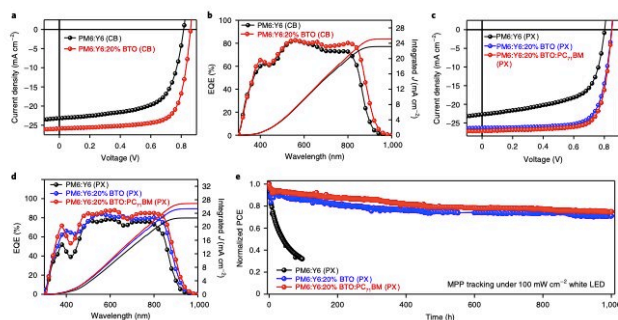 a
PM6:Y6 (CB)
PM6:Y6:20% BTO (CB)
Current density (mA cm⁻²)
0
−5
−10
−15
−20
−25
0 0.2 0.4 0.6 0.8
Voltage (V)
b
PM6:Y6 (CB)
PM6:Y6:20% BTO (CB)
EQE (%)
100
80
60
40
20
0
Integrated J (mA cm⁻²)
28
24
20
16
12
8
4
0
400 600 800 1,000
Wavelength (nm)
c
PM6:Y6 (PX)
PM6:Y6:20% BTO (PX)
PM6:Y6:20% BTO:PC₇₁BM (PX)
Current density (mA cm⁻²)
0
−5
−10
−15
−20
−25
0 0.2 0.4 0.6 0.8
Voltage (V)
d
PM6:Y6 (PX)
PM6:Y6:20% BTO (PX)
PM6:Y6:20% BTO:PC₇₁BM (PX)
EQE (%)
100
80
60
40
20
0
Integrated J (mA cm⁻²)
32
28
24
20
16
12
8
4
0
400 600 800 1,000
Wavelength (nm)
e
Normalized PCE
1.0
0.8
0.6
0.4
0.2
0
PM6:Y6 (PX)
PM6:Y6:20% BTO (PX)
PM6:Y6:20% BTO:PC₇₁BM (PX)
MPP tracking under 100 mW cm⁻² white LED
0 200 400 600 800 1,000
Time (h)